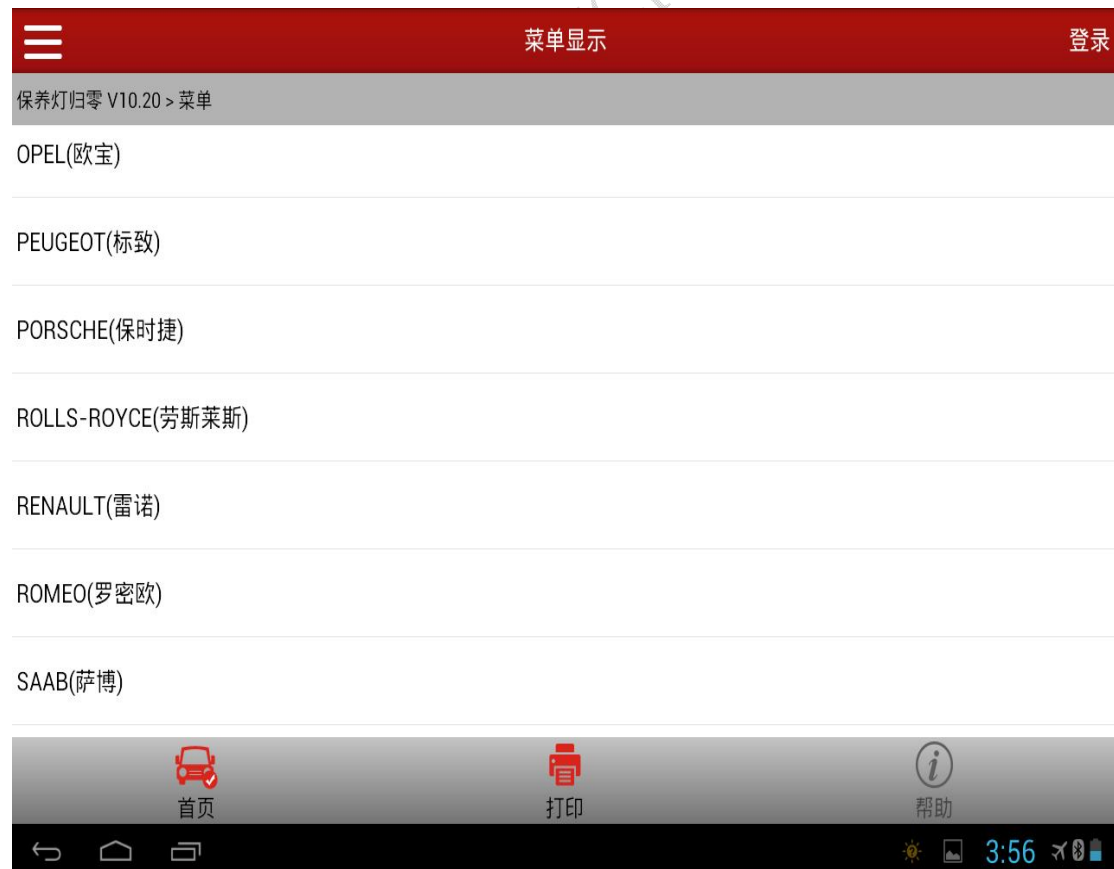 菜单显示
登录
保养灯归零 V10.20 > 菜单
OPEL(欧宝)
PEUGEOT(标致)
PORSCHE(保时捷)
ROLLS-ROYCE(劳斯莱斯)
RENAULT(雷诺)
ROMEO(罗密欧)
SAAB(萨博)
首页
打印
帮助
3:56